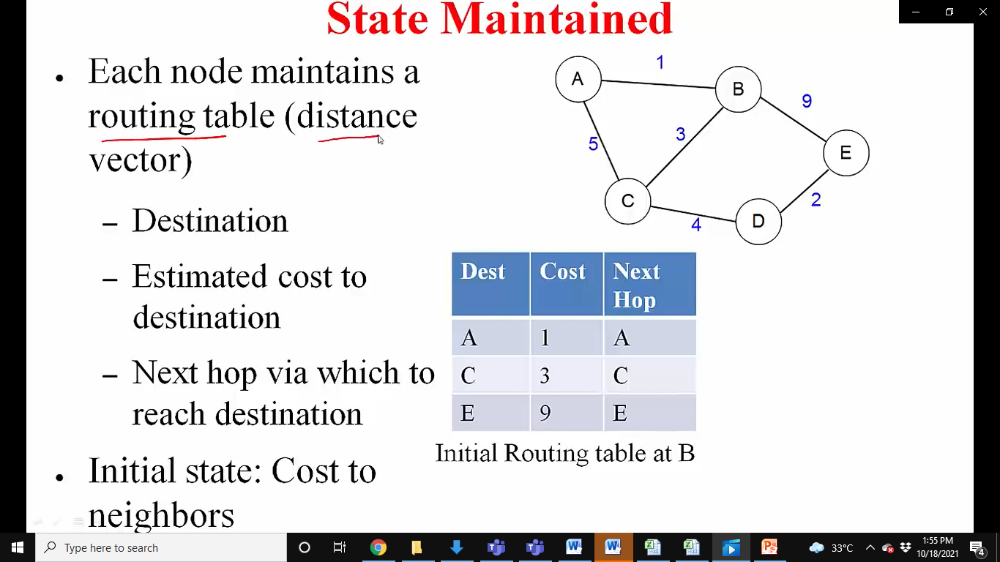 State Maintained
• Each node maintains a
routing table (distance
vector)
– Destination
– Estimated cost to
destination
– Next hop via which to
reach destination
• Initial state: Cost to
neighbors
A
1
B
9
5
3
E
C
4
D
2
Dest Cost Next
Hop
A 1 A
C 3 C
E 9 E
Initial Routing table at B
Type here to search
33°C
1:55 PM
10/18/2021
4